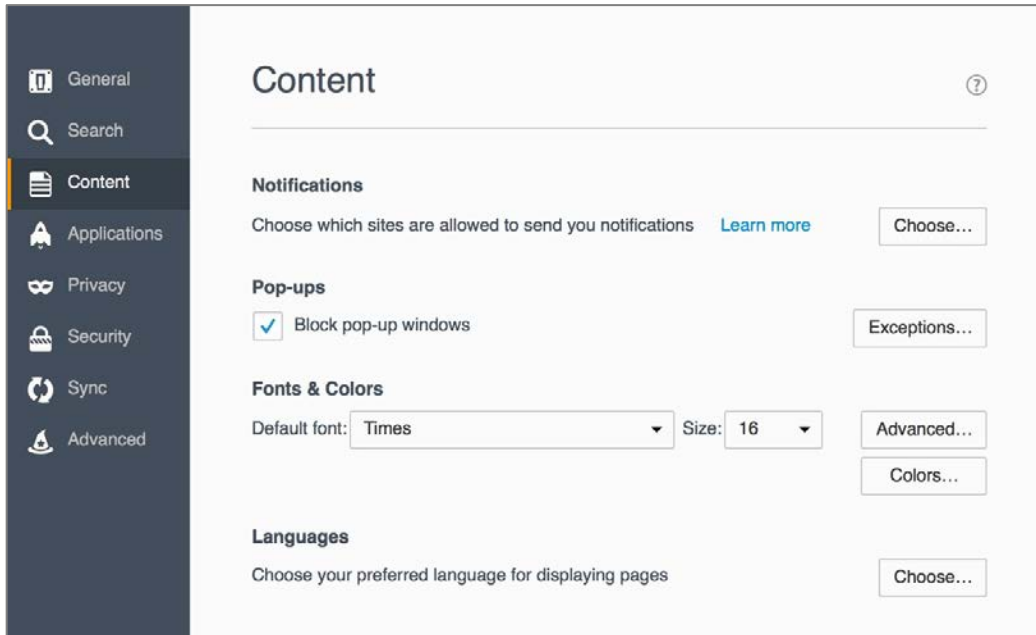 General
Search
Content
Applications
Privacy
Security
Sync
Advanced
Content
?
Notifications
Choose which sites are allowed to send you notifications Learn more Choose...
Pop-ups
Block pop-up windows Exceptions...
Fonts & Colors
Default font: Times Size: 16 Advanced...
Colors...
Languages
Choose your preferred language for displaying pages Choose...